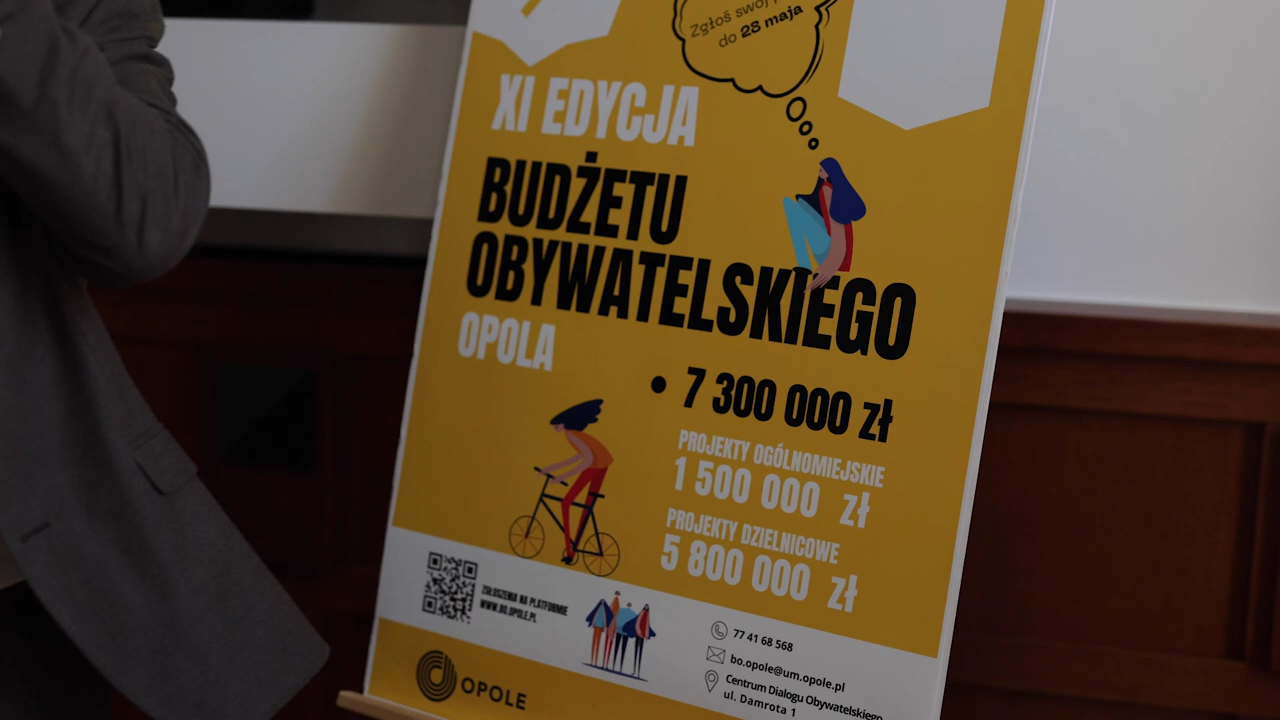 Zgłoś swój
do 28 maja
XI EDYCJA
BUDŻETU
OBYWATELSKIEGO
OPOLA
• 7 300 000 zł
PROJEKTY OGÓLNOMIEJSKIE
1 500 000 zł
PROJEKTY DZIELNICOWE
5 800 000 zł
ZGŁOSZENIA NA PLATFORMIE
WWW.BO.OPOLE.PL
77 41 68 568
bo.opole@um.opole.pl
Centrum Dialogu Obywatelskiego
ul. Damrota 1
OPOLE